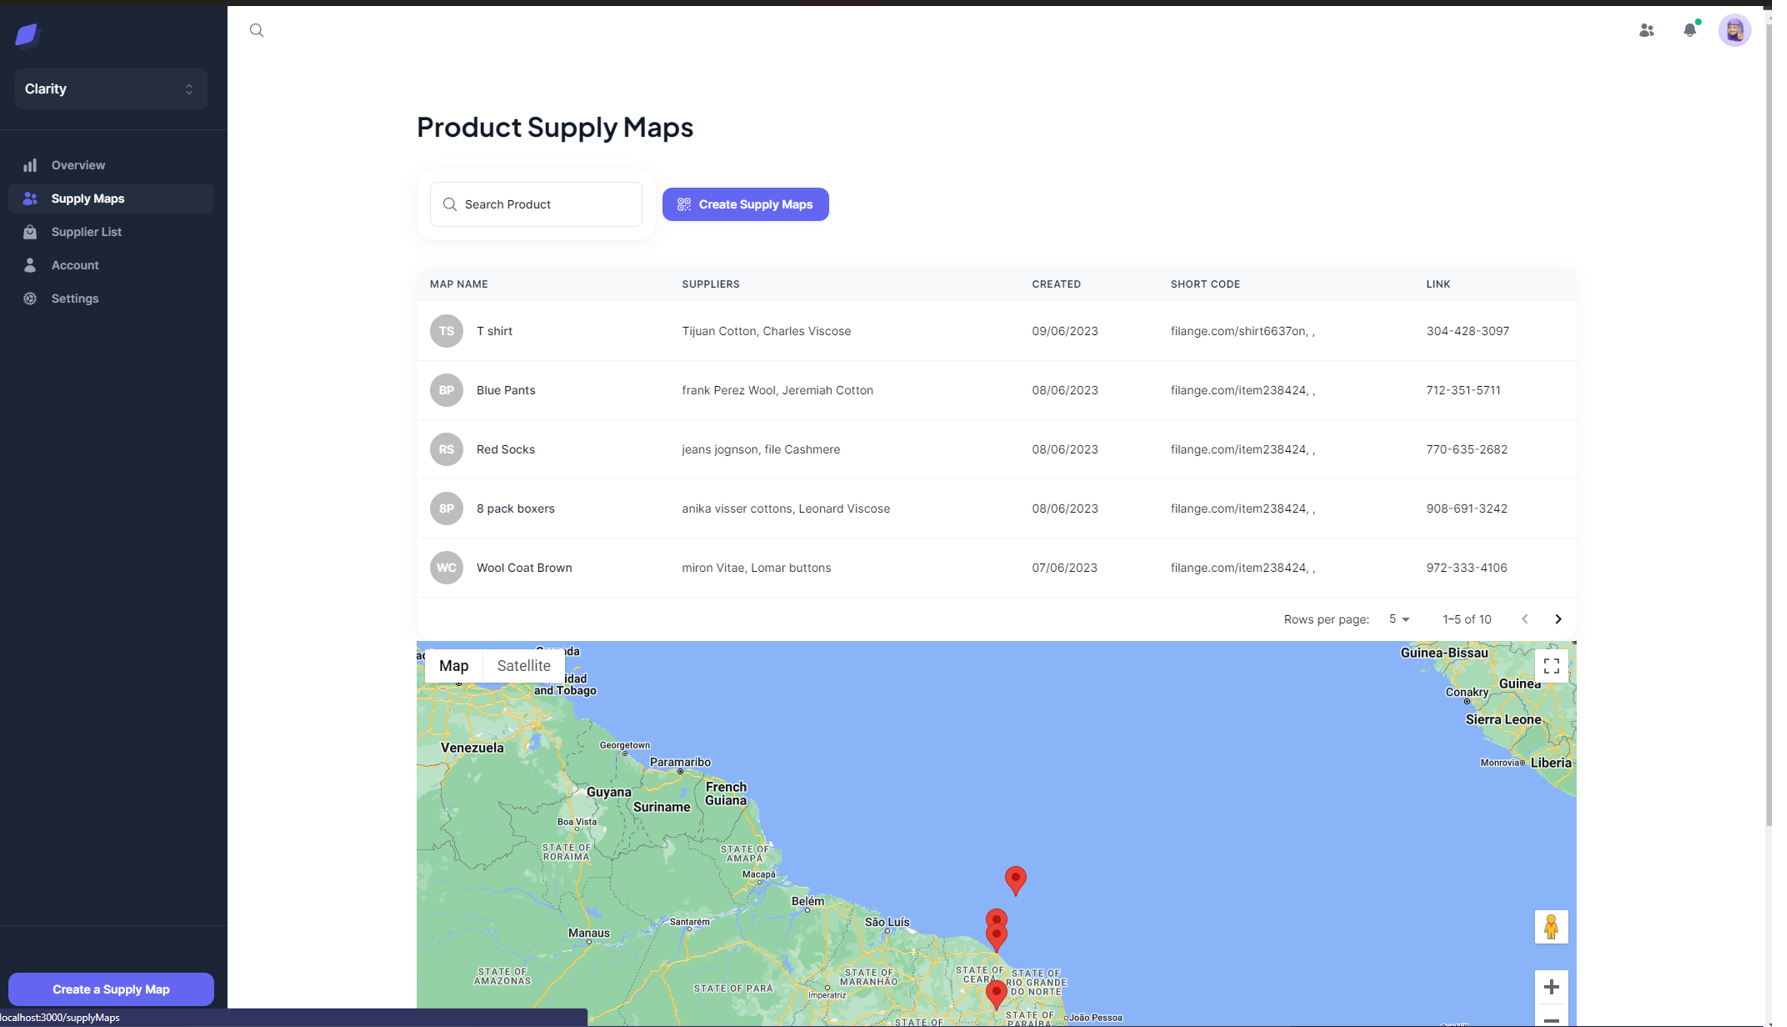 Clarity
Overview
Supply Maps
Supplier List
Account
Settings
Create a Supply Map
localhost:3000/supplyMaps
Product Supply Maps
Search Product
Create Supply Maps
MAP NAME SUPPLIERS CREATED SHORT CODE LINK
TS T shirt Tijuan Cotton, Charles Viscose 09/06/2023 filange.com/shirt6637on, , 304-428-3097
BP Blue Pants frank Perez Wool, Jeremiah Cotton 08/06/2023 filange.com/item238424, , 712-351-5711
RS Red Socks jeans jognson, file Cashmere 08/06/2023 filange.com/item238424, , 770-635-2682
8P 8 pack boxers anika visser cottons, Leonard Viscose 08/06/2023 filange.com/item238424, , 908-691-3242
WC Wool Coat Brown miron Vitae, Lomar buttons 07/06/2023 filange.com/item238424, , 972-333-4106
Rows per page: 5 1–5 of 10
Map Satellite
and Tobago
Guinea-Bissau
Guinea
Conakry
Sierra Leone
Monrovia
Liberia
Venezuela
Georgetown
Paramaribo
Guyana
Suriname
French
Guiana
Boa Vista
STATE OF
RORAIMA
STATE OF
AMAPÁ
Macapá
Belém
São Luís
Santarém
Manaus
STATE OF
AMAZONAS
STATE OF PARÁ
STATE OF
MARANHÃO
Imperatriz
STATE OF
CEARÁ
STATE OF
RIO GRANDE
DO NORTE
STATE OF
PARAÍBA
João Pessoa
STATE OF